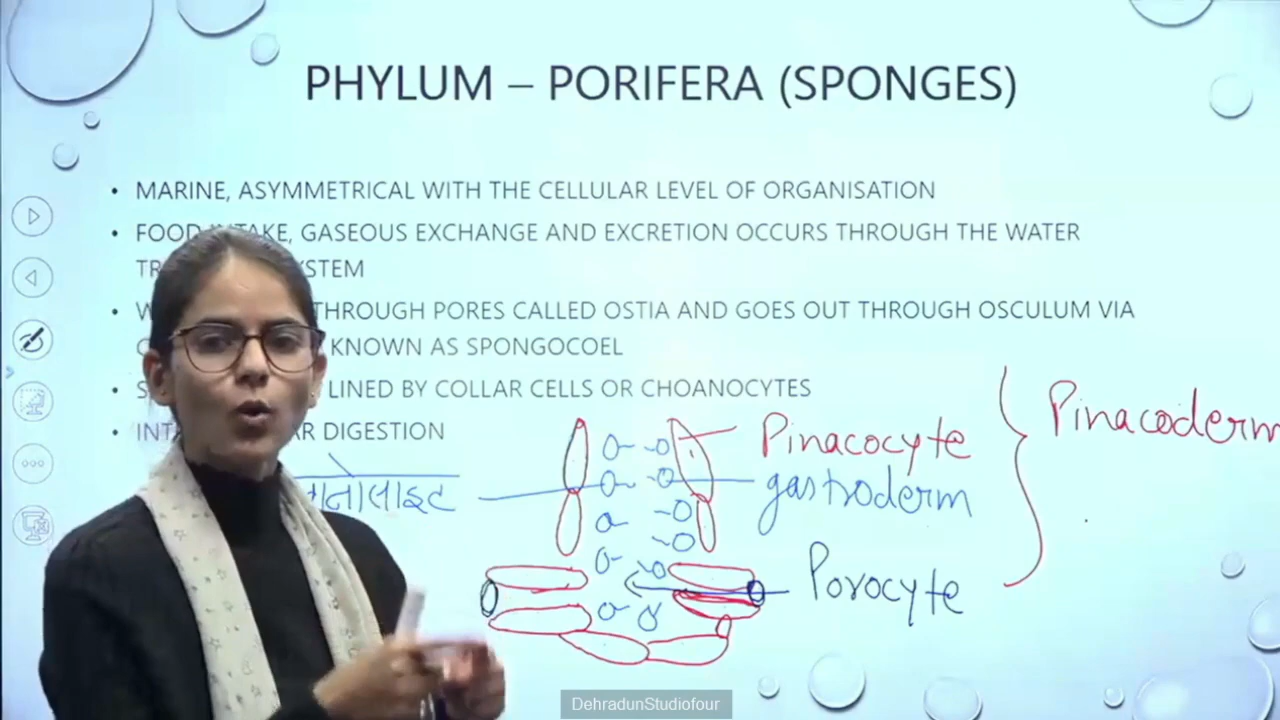 PHYLUM – PORIFERA (SPONGES)
• MARINE, ASYMMETRICAL WITH THE CELLULAR LEVEL OF ORGANISATION
• FOOD INTAKE, GASEOUS EXCHANGE AND EXCRETION OCCURS THROUGH THE WATER
SYSTEM
• THROUGH PORES CALLED OSTIA AND GOES OUT THROUGH OSCULUM VIA
KNOWN AS SPONGOCOEL
• LINED BY COLLAR CELLS OR CHOANOCYTES
• DIGESTION
Pinacocyte
Pinacoderm
gastroderm
Porocyte
DehradunStudiofour